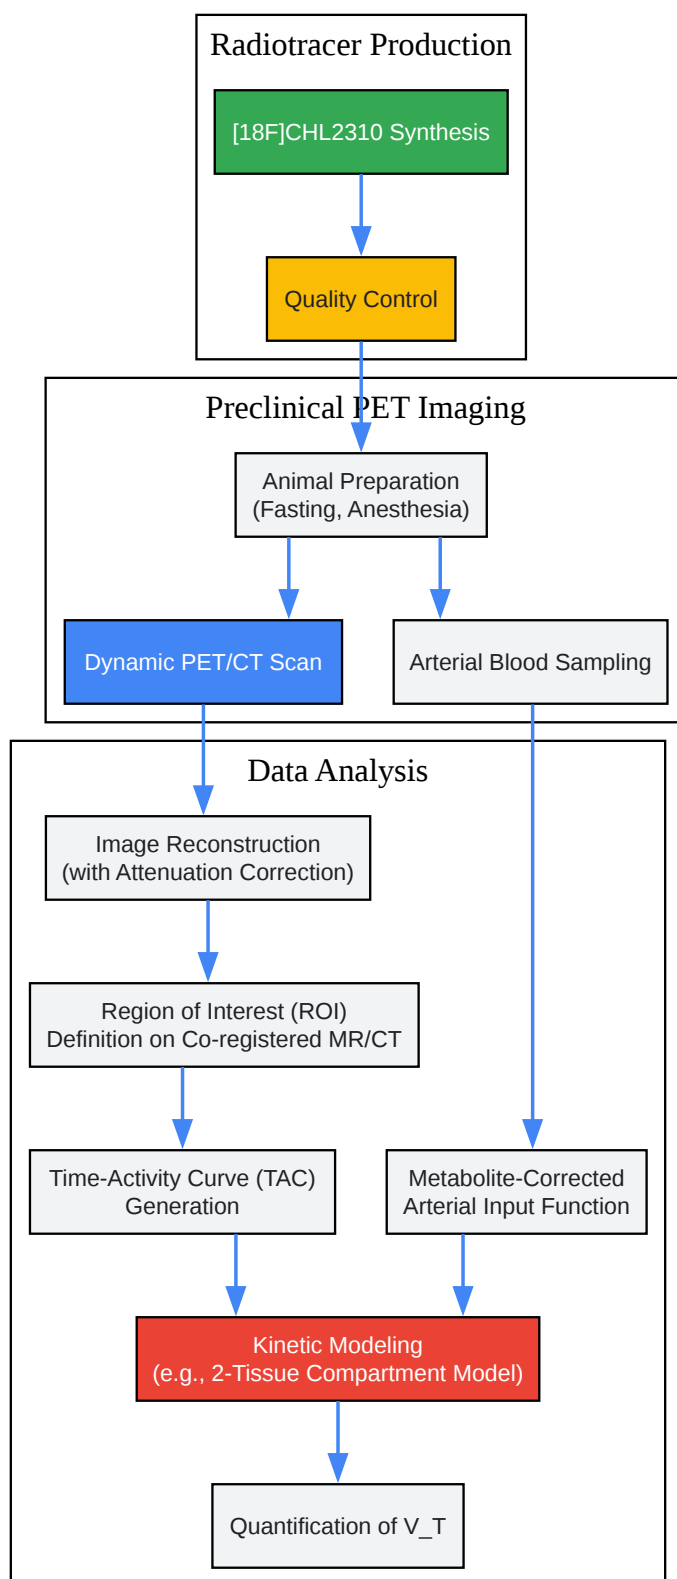 Radiotracer Production
[18F]CHL2310 Synthesis
Quality Control
Preclinical PET Imaging
Animal Preparation
(Fasting, Anesthesia)
Dynamic PET/CT Scan
Arterial Blood Sampling
Data Analysis
Image Reconstruction
(with Attenuation Correction)
Region of Interest (ROI)
Definition on Co-registered MR/CT
Time-Activity Curve (TAC)
Generation
Metabolite-Corrected
Arterial Input Function
Kinetic Modeling
(e.g., 2-Tissue Compartment Model)
Quantification of V_T